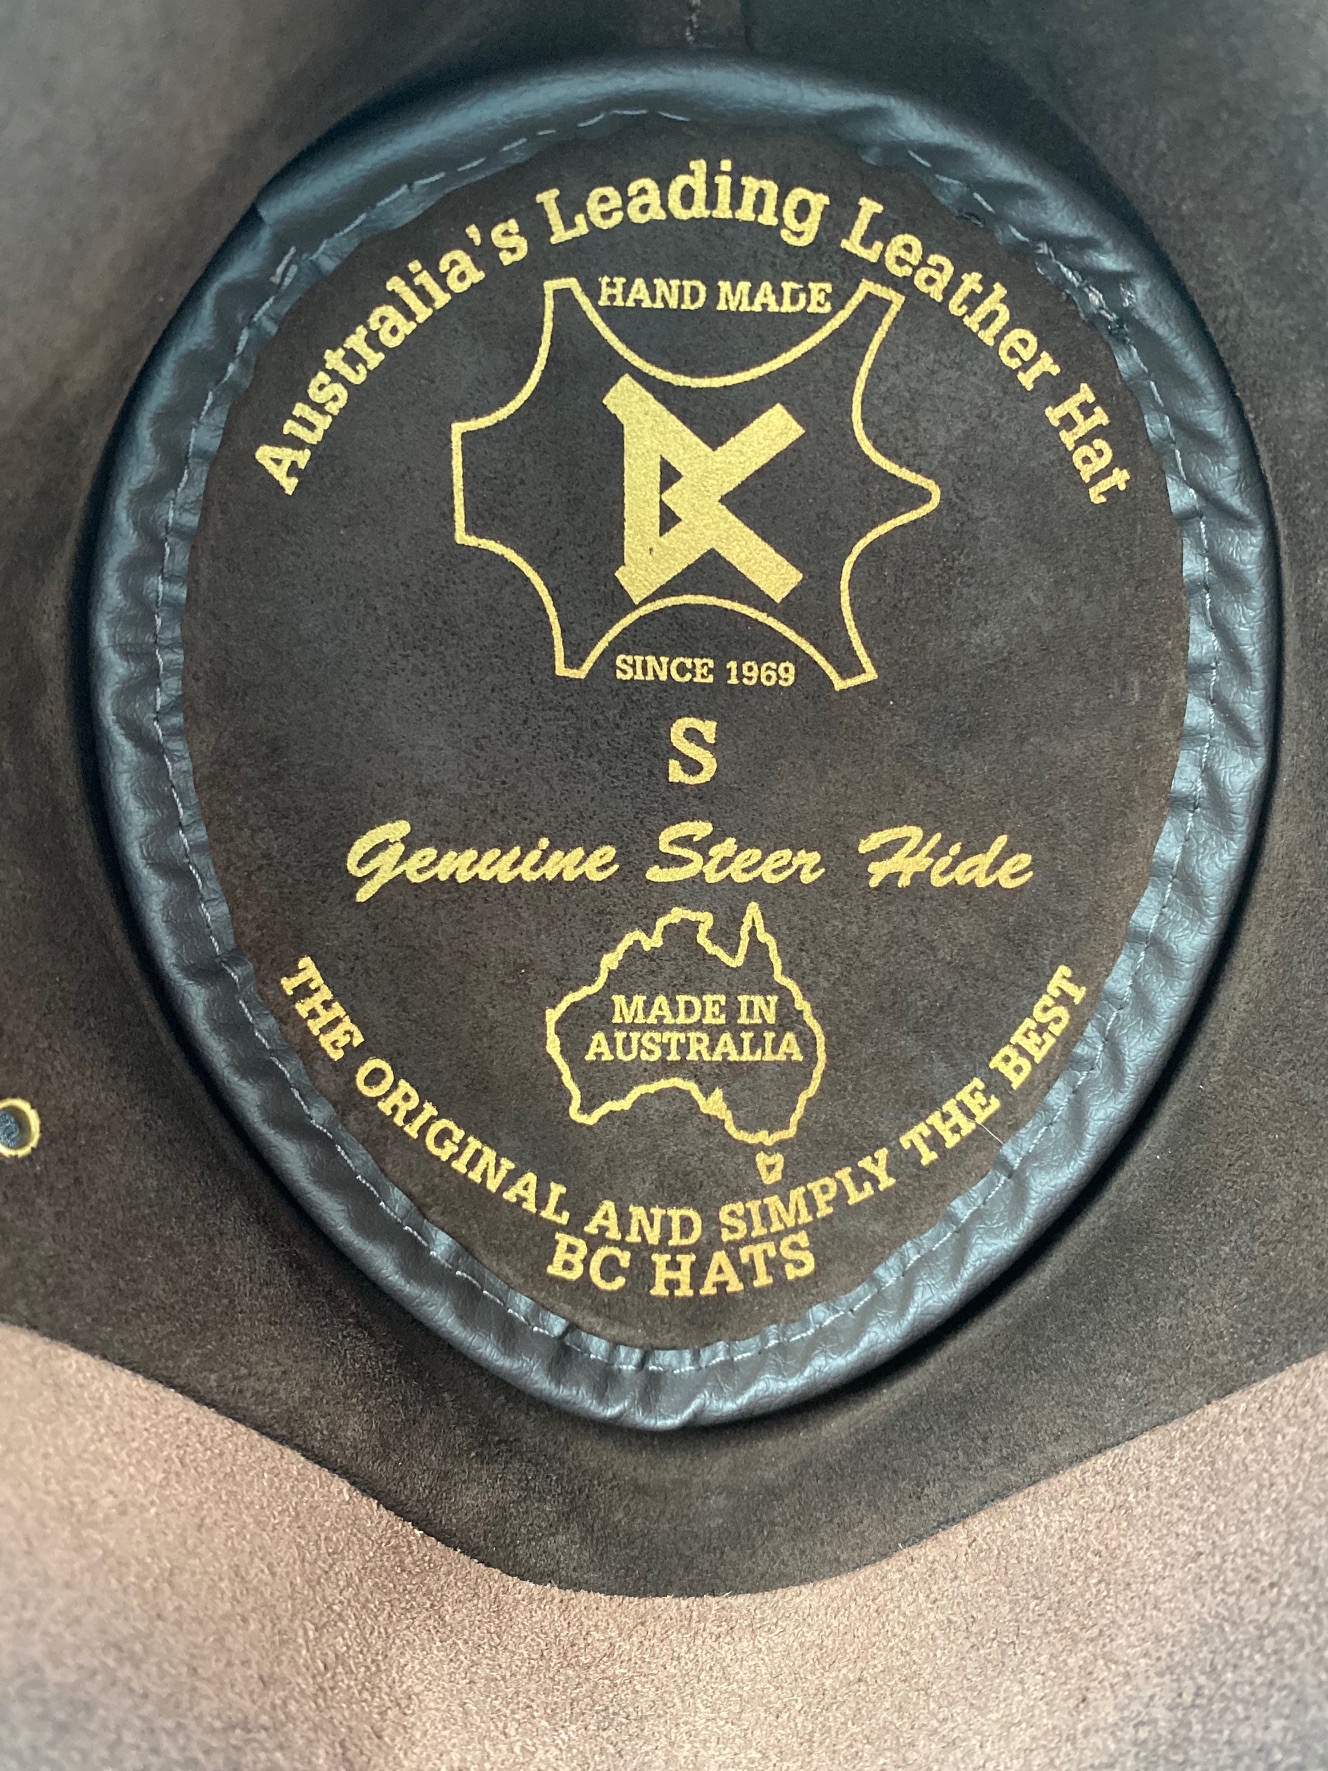 Australia's Leading Leather Hat
HAND MADE
SINCE 1969
S
Genuine Steer Hide
MADE IN
AUSTRALIA
THE ORIGINAL AND SIMPLY THE BEST
BC HATS